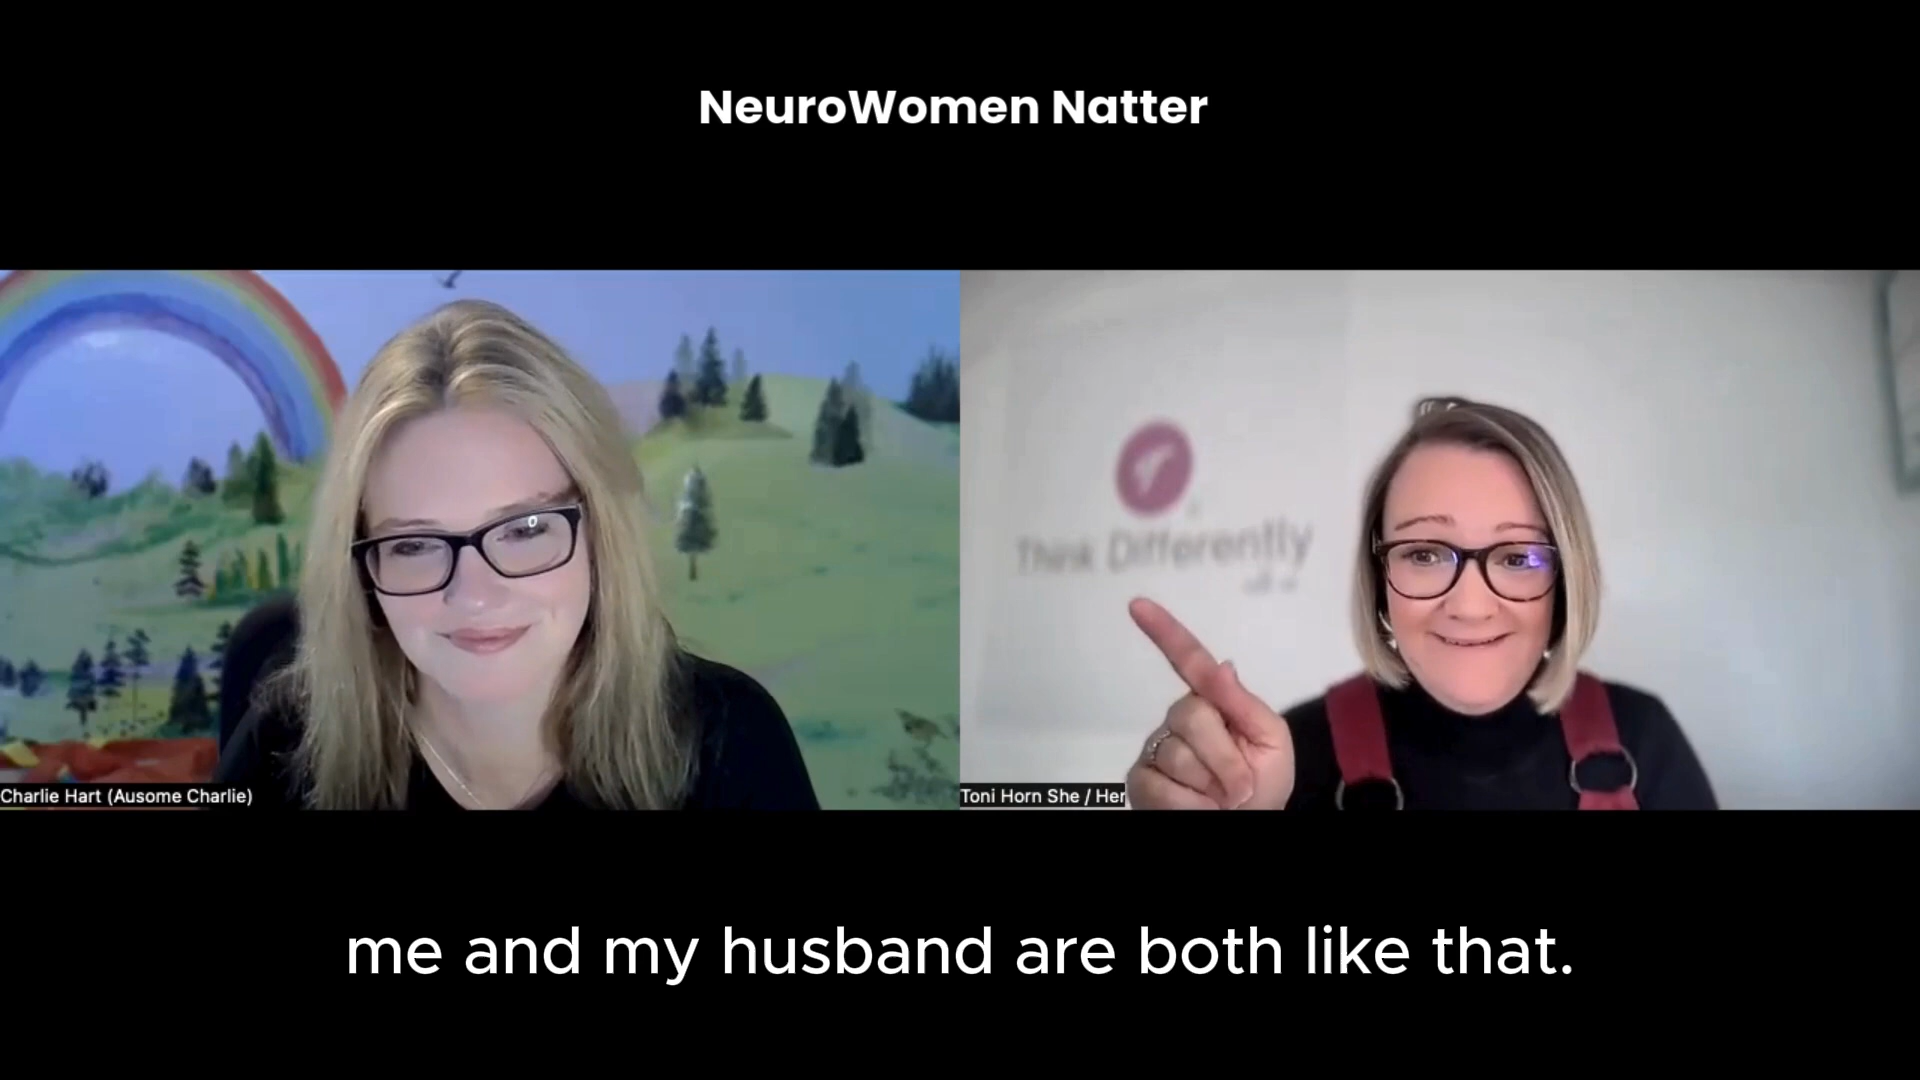 NeuroWomen Natter
Think Differently
Charlie Hart (Ausome Charlie)
Toni Horn She / Her
me and my husband are both like that.